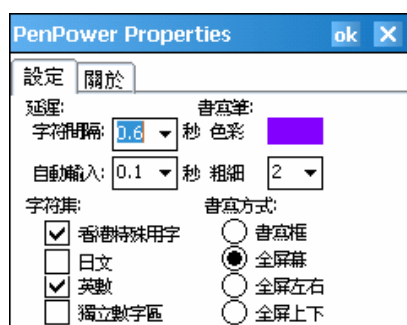 PenPower Properties ok
設定 關於
延遲: 書寫筆:
字符間隔: 0.6 秒 色彩
自動輸入: 0.1 秒 粗細 2
字符集: 書寫方式:
香港特殊用字 書寫框
日文 全屏幕
英數 全屏左右
獨立數字區 全屏上下